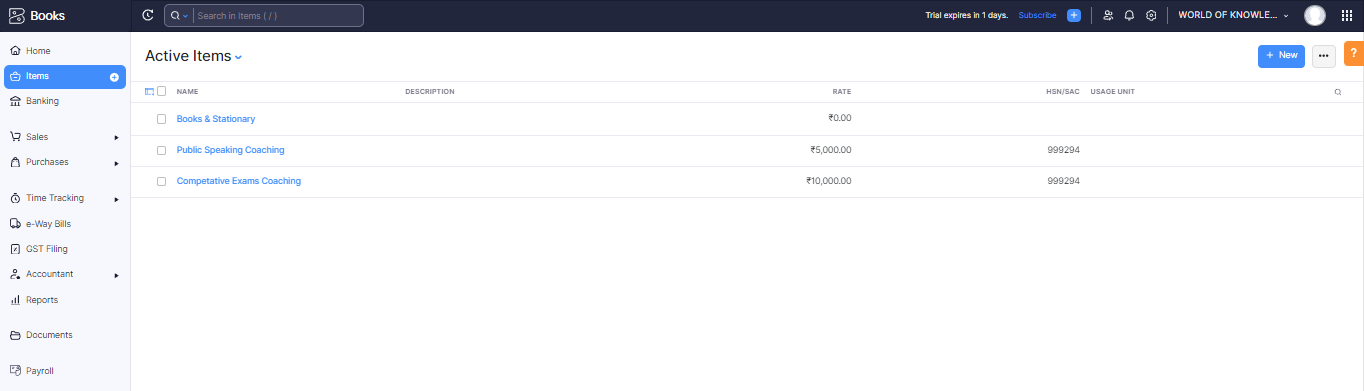 Books
Search in Items ( / )
Trial expires in 1 days. Subscribe
WORLD OF KNOWLE...
Home
Items
Banking
Sales
Purchases
Time Tracking
e-Way Bills
GST Filing
Accountant
Reports
Documents
Payroll
Active Items
+ New
?
NAME DESCRIPTION RATE HSN/SAC USAGE UNIT
Books & Stationary ₹0.00
Public Speaking Coaching ₹5,000.00 999294
Competative Exams Coaching ₹10,000.00 999294